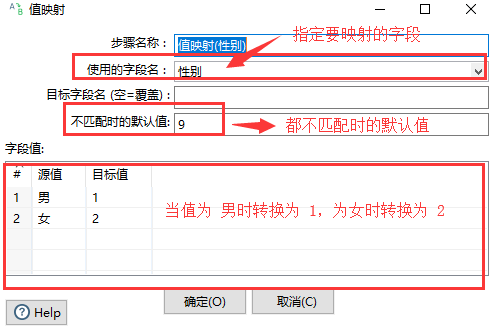 值映射
步骤名称： 值映射(性别) 指定要映射的字段
使用的字段名： 性别
目标字段名 (空=覆盖)：
不匹配时的默认值: 9 都不匹配时的默认值
字段值:
# 源值 目标值
1 男 1
2 女 2
当值为 男时转换为 1，为女时转换为 2
Help 确定(O) 取消(C)